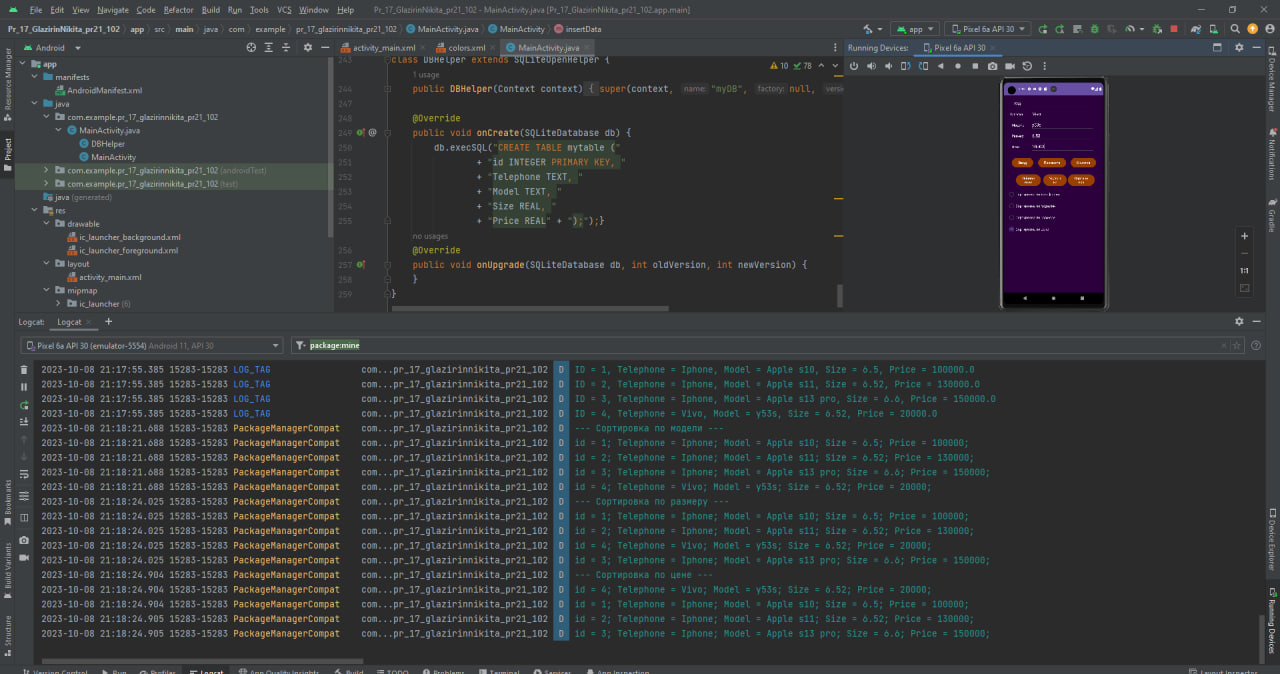 File Edit View Navigate Code Refactor Build Run Tools VCS Window Help Pr_17_GlazirinNikita_pr21_102 - MainActivity.java [Pr_17_GlazirinNikita_pr21_102.app.main]
Pr_17_GlazirinNikita_pr21_102 app src main java com example pr_17_glazirinnikita_pr21_102 MainActivity.java MainActivity insertData app Pixel 6a API 30
Android activity_main.xml colors.xml MainActivity.java Running Devices: Pixel 6a API 30
Resource Manager
Project
Bookmarks
Build Variants
Structure
app
manifests
AndroidManifest.xml
java
com.example.pr_17_glazirinnikita_pr21_102
MainActivity.java
DBHelper
MainActivity
com.example.pr_17_glazirinnikita_pr21_102 (androidTest)
com.example.pr_17_glazirinnikita_pr21_102 (test)
java (generated)
res
drawable
ic_launcher_background.xml
ic_launcher_foreground.xml
layout
activity_main.xml
mipmap
ic_launcher (6)
10 78
243 class DBHelper extends SQLiteOpenHelper {
1 usage
244 public DBHelper(Context context) { super(context, name: "myDB", factory: null, versi
248 @Override
249 @ public void onCreate(SQLiteDatabase db) {
250 db.execSQL("CREATE TABLE mytable ("
251 + "id INTEGER PRIMARY KEY, "
252 + "Telephone TEXT, "
253 + "Model TEXT, "
254 + "Size REAL, "
255 + "Price REAL" + ");");}
no usages
256 @Override
257 public void onUpgrade(SQLiteDatabase db, int oldVersion, int newVersion) {
258 }
259 }
1:1
Device Manager
Notifications
Gradle
Device Explorer
Running Devices
Logcat: Logcat +
Pixel 6a API 30 (emulator-5554) Android 11, API 30 package:mine
2023-10-08 21:17:55.385 15283-15283 LOG_TAG com...pr_17_glazirinnikita_pr21_102 D ID = 1, Telephone = Iphone, Model = Apple s10, Size = 6.5, Price = 100000.0
2023-10-08 21:17:55.385 15283-15283 LOG_TAG com...pr_17_glazirinnikita_pr21_102 D ID = 2, Telephone = Iphone, Model = Apple s11, Size = 6.52, Price = 130000.0
2023-10-08 21:17:55.385 15283-15283 LOG_TAG com...pr_17_glazirinnikita_pr21_102 D ID = 3, Telephone = Iphone, Model = Apple s13 pro, Size = 6.6, Price = 150000.0
2023-10-08 21:17:55.385 15283-15283 LOG_TAG com...pr_17_glazirinnikita_pr21_102 D ID = 4, Telephone = Vivo, Model = y53s, Size = 6.52, Price = 20000.0
2023-10-08 21:18:21.688 15283-15283 PackageManagerCompat com...pr_17_glazirinnikita_pr21_102 D --- Сортировка по модели ---
2023-10-08 21:18:21.688 15283-15283 PackageManagerCompat com...pr_17_glazirinnikita_pr21_102 D id = 1; Telephone = Iphone; Model = Apple s10; Size = 6.5; Price = 100000;
2023-10-08 21:18:21.688 15283-15283 PackageManagerCompat com...pr_17_glazirinnikita_pr21_102 D id = 2; Telephone = Iphone; Model = Apple s11; Size = 6.52; Price = 130000;
2023-10-08 21:18:21.688 15283-15283 PackageManagerCompat com...pr_17_glazirinnikita_pr21_102 D id = 3; Telephone = Iphone; Model = Apple s13 pro; Size = 6.6; Price = 150000;
2023-10-08 21:18:21.688 15283-15283 PackageManagerCompat com...pr_17_glazirinnikita_pr21_102 D id = 4; Telephone = Vivo; Model = y53s; Size = 6.52; Price = 20000;
2023-10-08 21:18:24.025 15283-15283 PackageManagerCompat com...pr_17_glazirinnikita_pr21_102 D --- Сортировка по размеру ---
2023-10-08 21:18:24.025 15283-15283 PackageManagerCompat com...pr_17_glazirinnikita_pr21_102 D id = 1; Telephone = Iphone; Model = Apple s10; Size = 6.5; Price = 100000;
2023-10-08 21:18:24.025 15283-15283 PackageManagerCompat com...pr_17_glazirinnikita_pr21_102 D id = 2; Telephone = Iphone; Model = Apple s11; Size = 6.52; Price = 130000;
2023-10-08 21:18:24.025 15283-15283 PackageManagerCompat com...pr_17_glazirinnikita_pr21_102 D id = 4; Telephone = Vivo; Model = y53s; Size = 6.52; Price = 20000;
2023-10-08 21:18:24.025 15283-15283 PackageManagerCompat com...pr_17_glazirinnikita_pr21_102 D id = 3; Telephone = Iphone; Model = Apple s13 pro; Size = 6.6; Price = 150000;
2023-10-08 21:18:24.904 15283-15283 PackageManagerCompat com...pr_17_glazirinnikita_pr21_102 D --- Сортировка по цене ---
2023-10-08 21:18:24.904 15283-15283 PackageManagerCompat com...pr_17_glazirinnikita_pr21_102 D id = 4; Telephone = Vivo; Model = y53s; Size = 6.52; Price = 20000;
2023-10-08 21:18:24.904 15283-15283 PackageManagerCompat com...pr_17_glazirinnikita_pr21_102 D id = 1; Telephone = Iphone; Model = Apple s10; Size = 6.5; Price = 100000;
2023-10-08 21:18:24.905 15283-15283 PackageManagerCompat com...pr_17_glazirinnikita_pr21_102 D id = 2; Telephone = Iphone; Model = Apple s11; Size = 6.52; Price = 130000;
2023-10-08 21:18:24.905 15283-15283 PackageManagerCompat com...pr_17_glazirinnikita_pr21_102 D id = 3; Telephone = Iphone; Model = Apple s13 pro; Size = 6.6; Price = 150000;
Version Control Run Profiler Logcat App Quality Insights Build TODO Problems Terminal Services App Inspection Layout Inspector